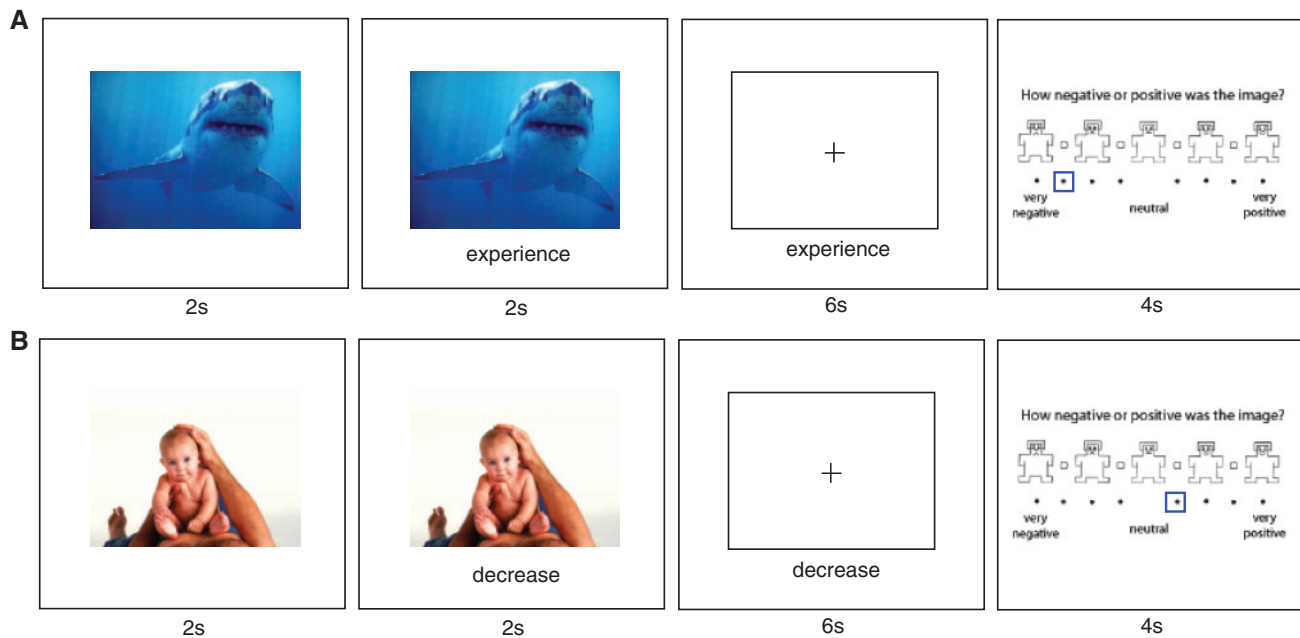 A
experience
experience
How negative or positive was the image?
very
negative
neutral
very
positive
2s
2s
6s
4s
B
decrease
decrease
How negative or positive was the image?
very
negative
neutral
very
positive
2s
2s
6s
4s